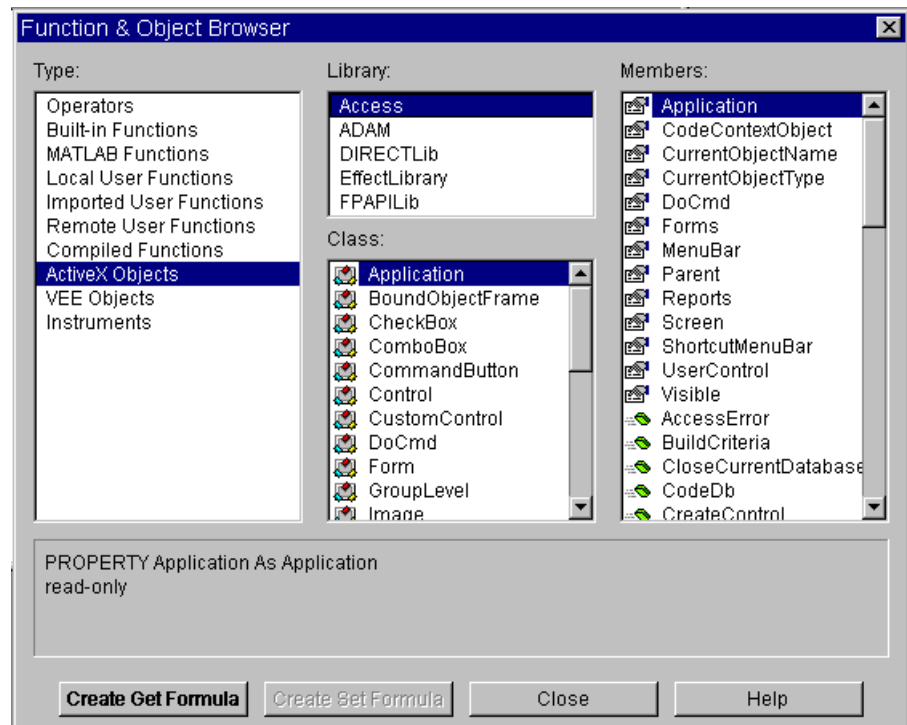 Function & Object Browser
Type:
Operators
Built-in Functions
MATLAB Functions
Local User Functions
Imported User Functions
Remote User Functions
Compiled Functions
ActiveX Objects
VEE Objects
Instruments
Library:
Access
ADAM
DIRECTLib
EffectLibrary
FPAPILib
Class:
Application
BoundObjectFrame
CheckBox
ComboBox
CommandButton
Control
CustomControl
DoCmd
Form
GroupLevel
Image
Members:
Application
CodeContextObject
CurrentObjectName
CurrentObjectType
DoCmd
Forms
MenuBar
Parent
Reports
Screen
ShortcutMenuBar
UserControl
Visible
AccessError
BuildCriteria
CloseCurrentDatabase
CodeDb
CreateControl
PROPERTY Application As Application
read-only
Create Get Formula
Create Set Formula
Close
Help